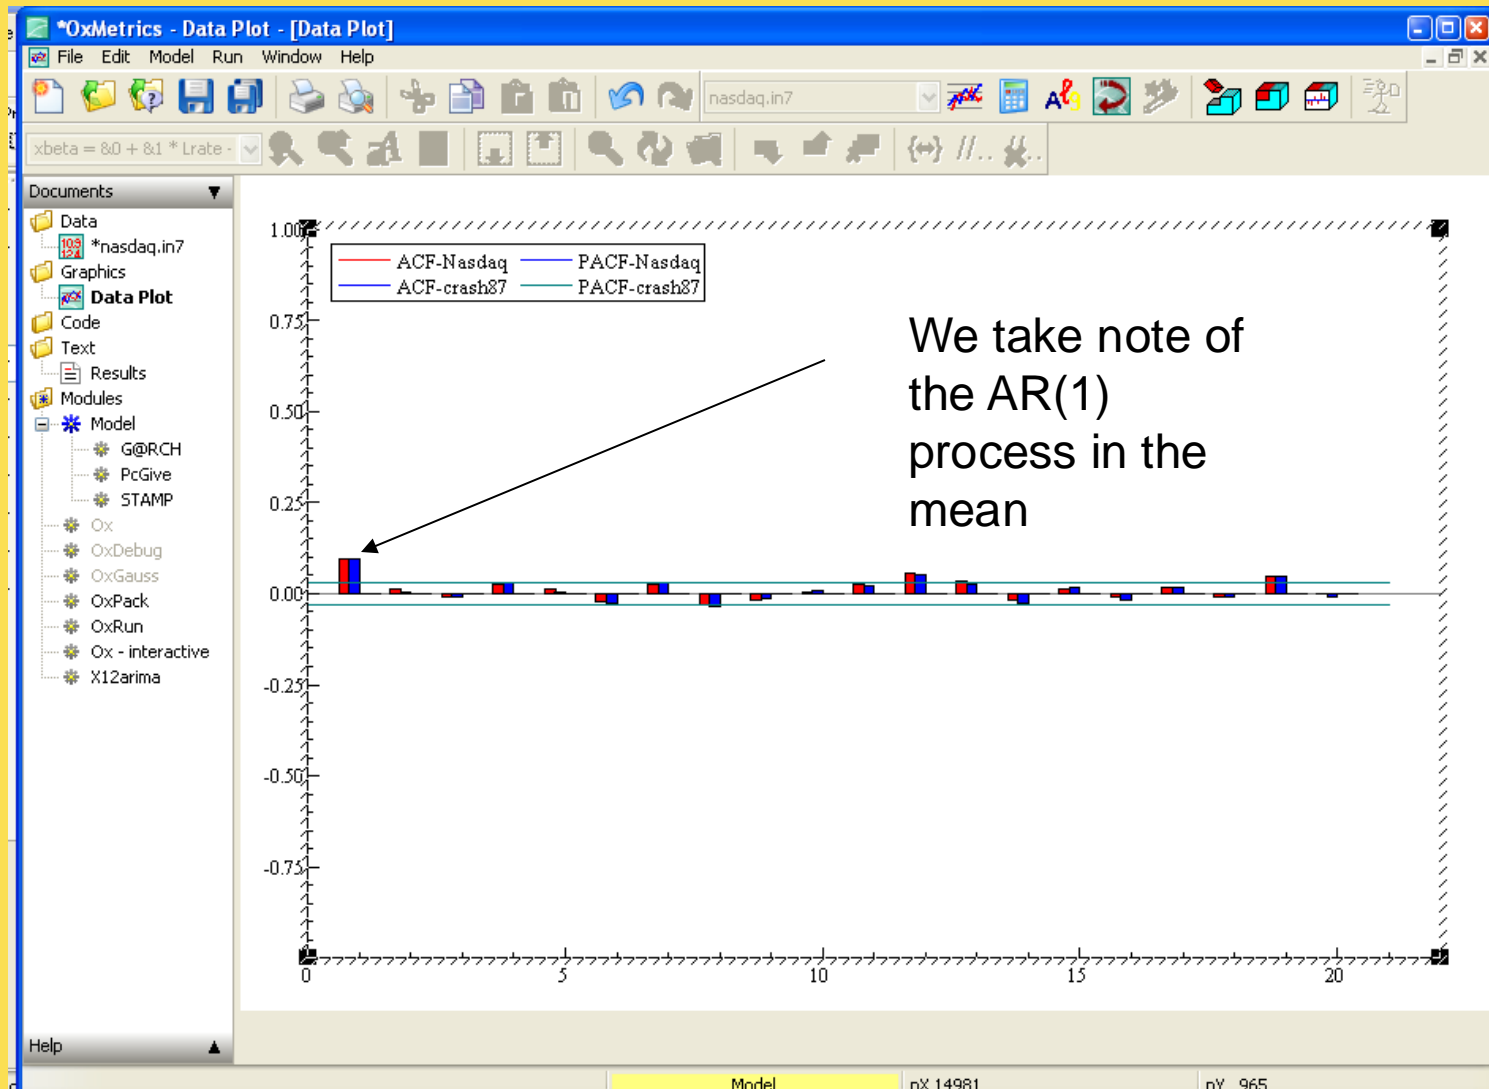 *OxMetrics - Data Plot - [Data Plot]
File Edit Model Run Window Help
nasdaq.in7
xbeta = &0 + &1 * Lrate -
Documents
Data
*nasdaq.in7
Graphics
Data Plot
Code
Text
Results
Modules
Model
G@RCH
PcGive
STAMP
Ox
OxDebug
OxGauss
OxPack
OxRun
Ox - interactive
X12arima
Help
ACF-Nasdaq PACF-Nasdaq
ACF-crash87 PACF-crash87
We take note of
the AR(1)
process in the
mean
1.00
0.75
0.50
0.25
0.00
-0.25
-0.50
-0.75
0 5 10 15 20
Model pX 14981 pY 965